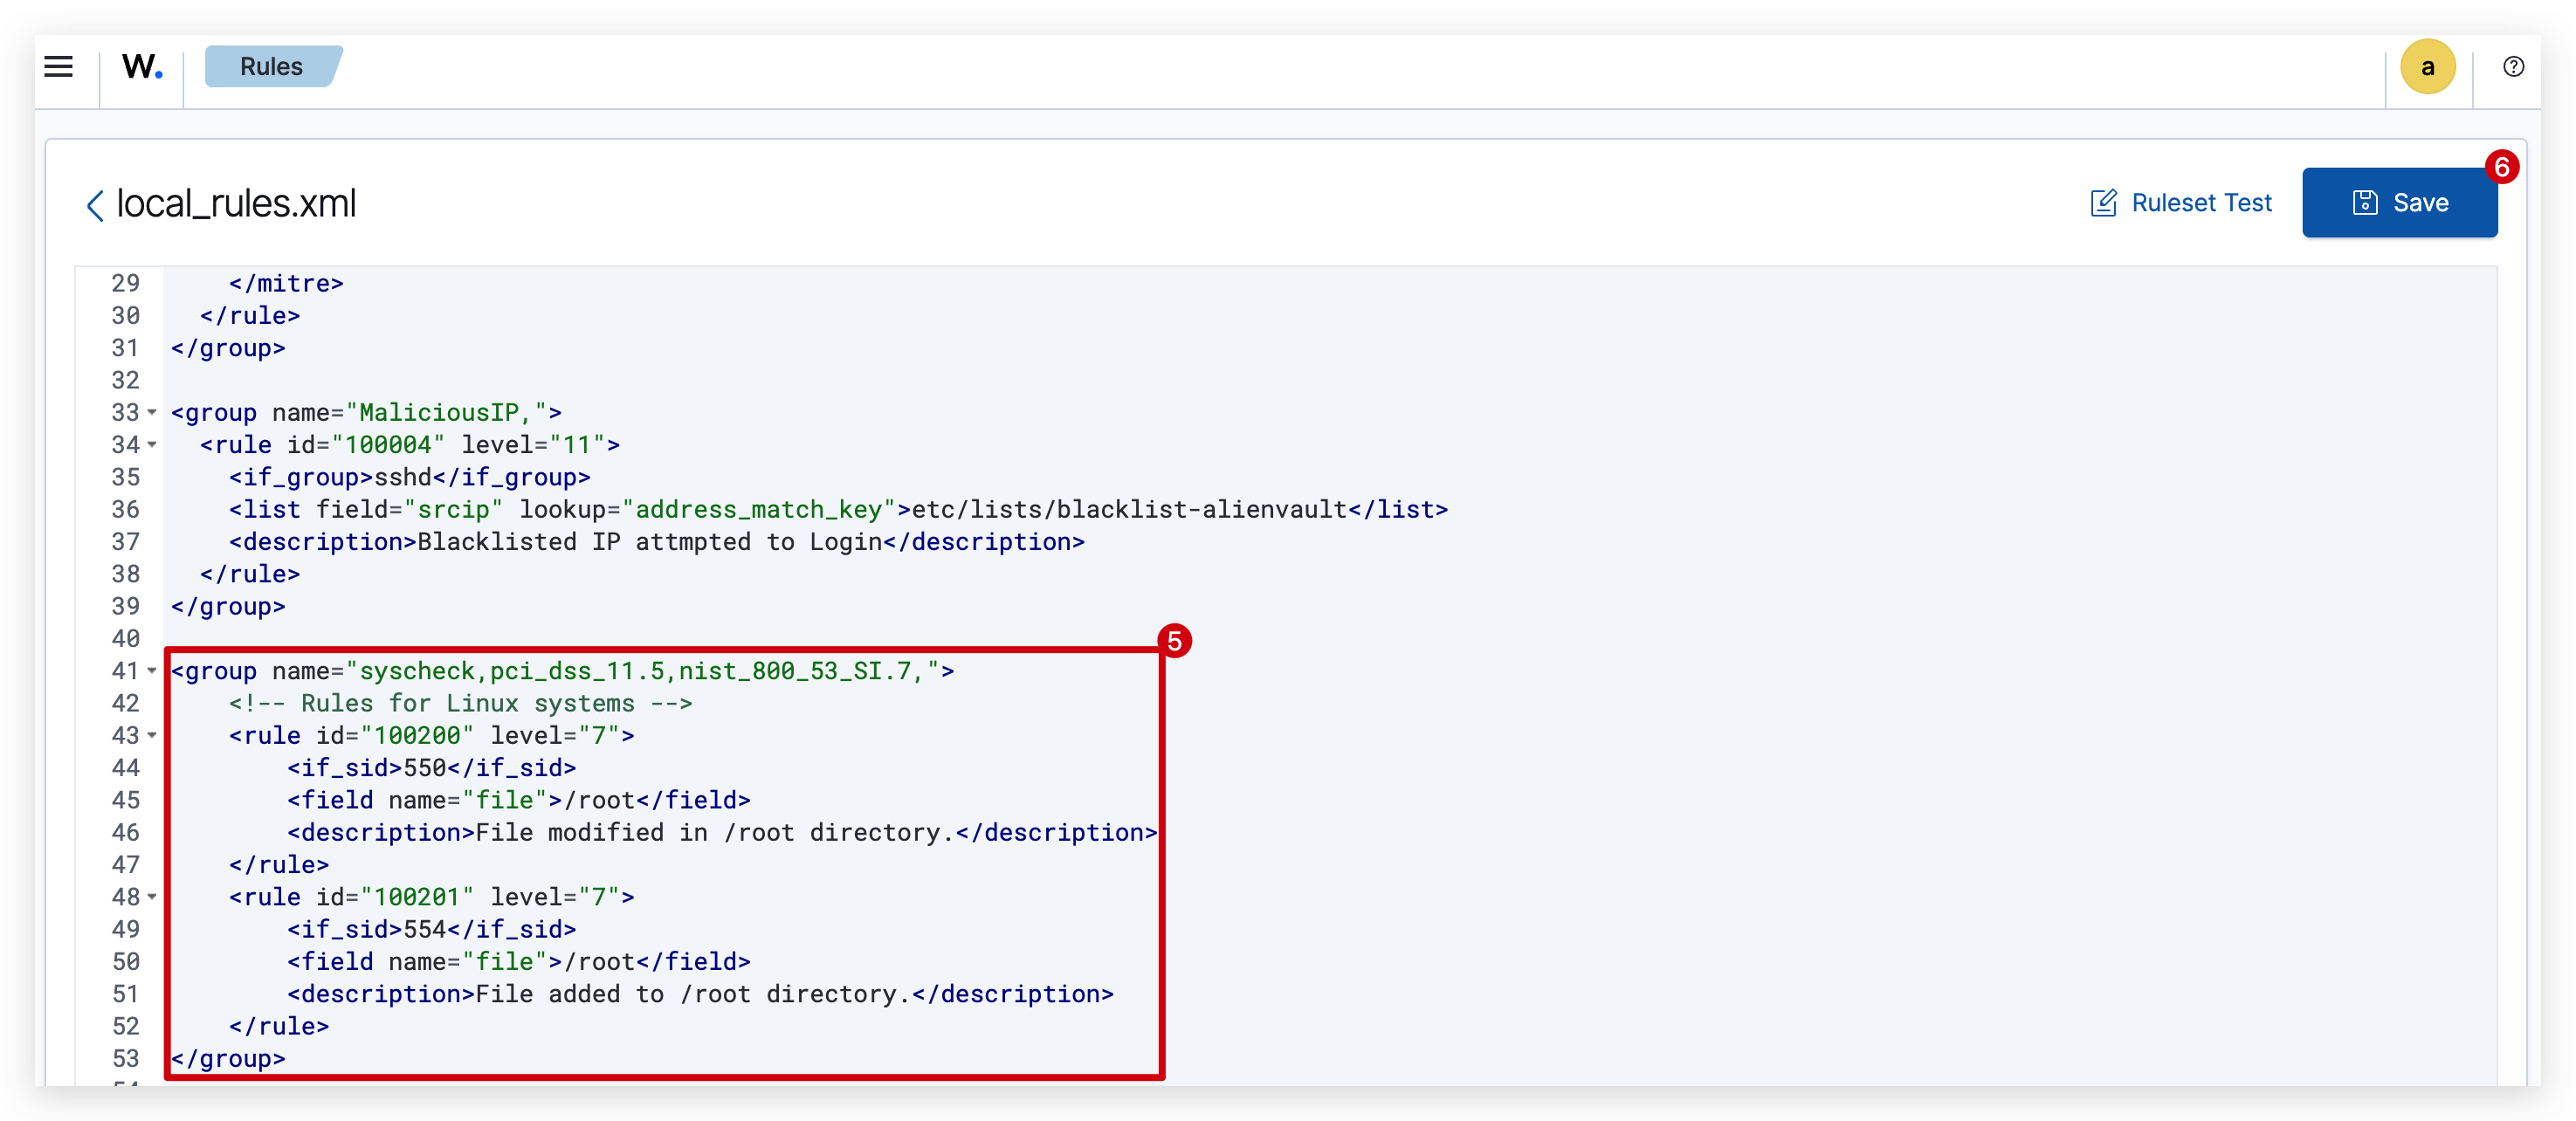 W.
Rules
a
?
6
local_rules.xml
Ruleset Test
Save
29 </mitre>
30 </rule>
31 </group>
32
33 <group name="MaliciousIP,">
34 <rule id="100004" level="11">
35 <if_group>sshd</if_group>
36 <list field="srcip" lookup="address_match_key">etc/lists/blacklist-alienvault</list>
37 <description>Blacklisted IP attmpted to Login</description>
38 </rule>
39 </group>
40
5
41 <group name="syscheck,pci_dss_11.5,nist_800_53_SI.7,">
42 <!-- Rules for Linux systems -->
43 <rule id="100200" level="7">
44 <if_sid>550</if_sid>
45 <field name="file">/root</field>
46 <description>File modified in /root directory.</description>
47 </rule>
48 <rule id="100201" level="7">
49 <if_sid>554</if_sid>
50 <field name="file">/root</field>
51 <description>File added to /root directory.</description>
52 </rule>
53 </group>